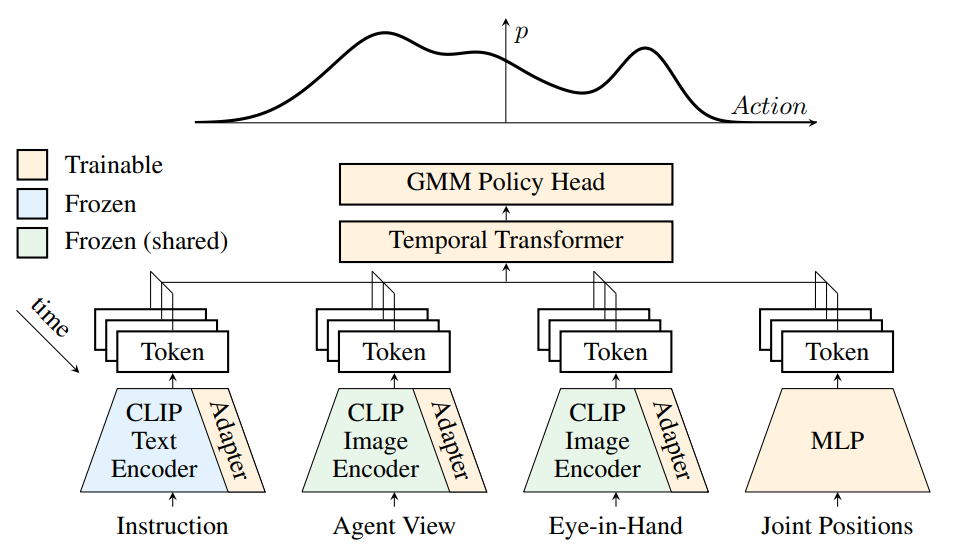 p
Action
Trainable
Frozen
Frozen (shared)
GMM Policy Head
Temporal Transformer
time
Token
Token
Token
Token
CLIP
Text
Encoder
Adapter
CLIP
Image
Encoder
Adapter
CLIP
Image
Encoder
Adapter
MLP
Instruction
Agent View
Eye-in-Hand
Joint Positions